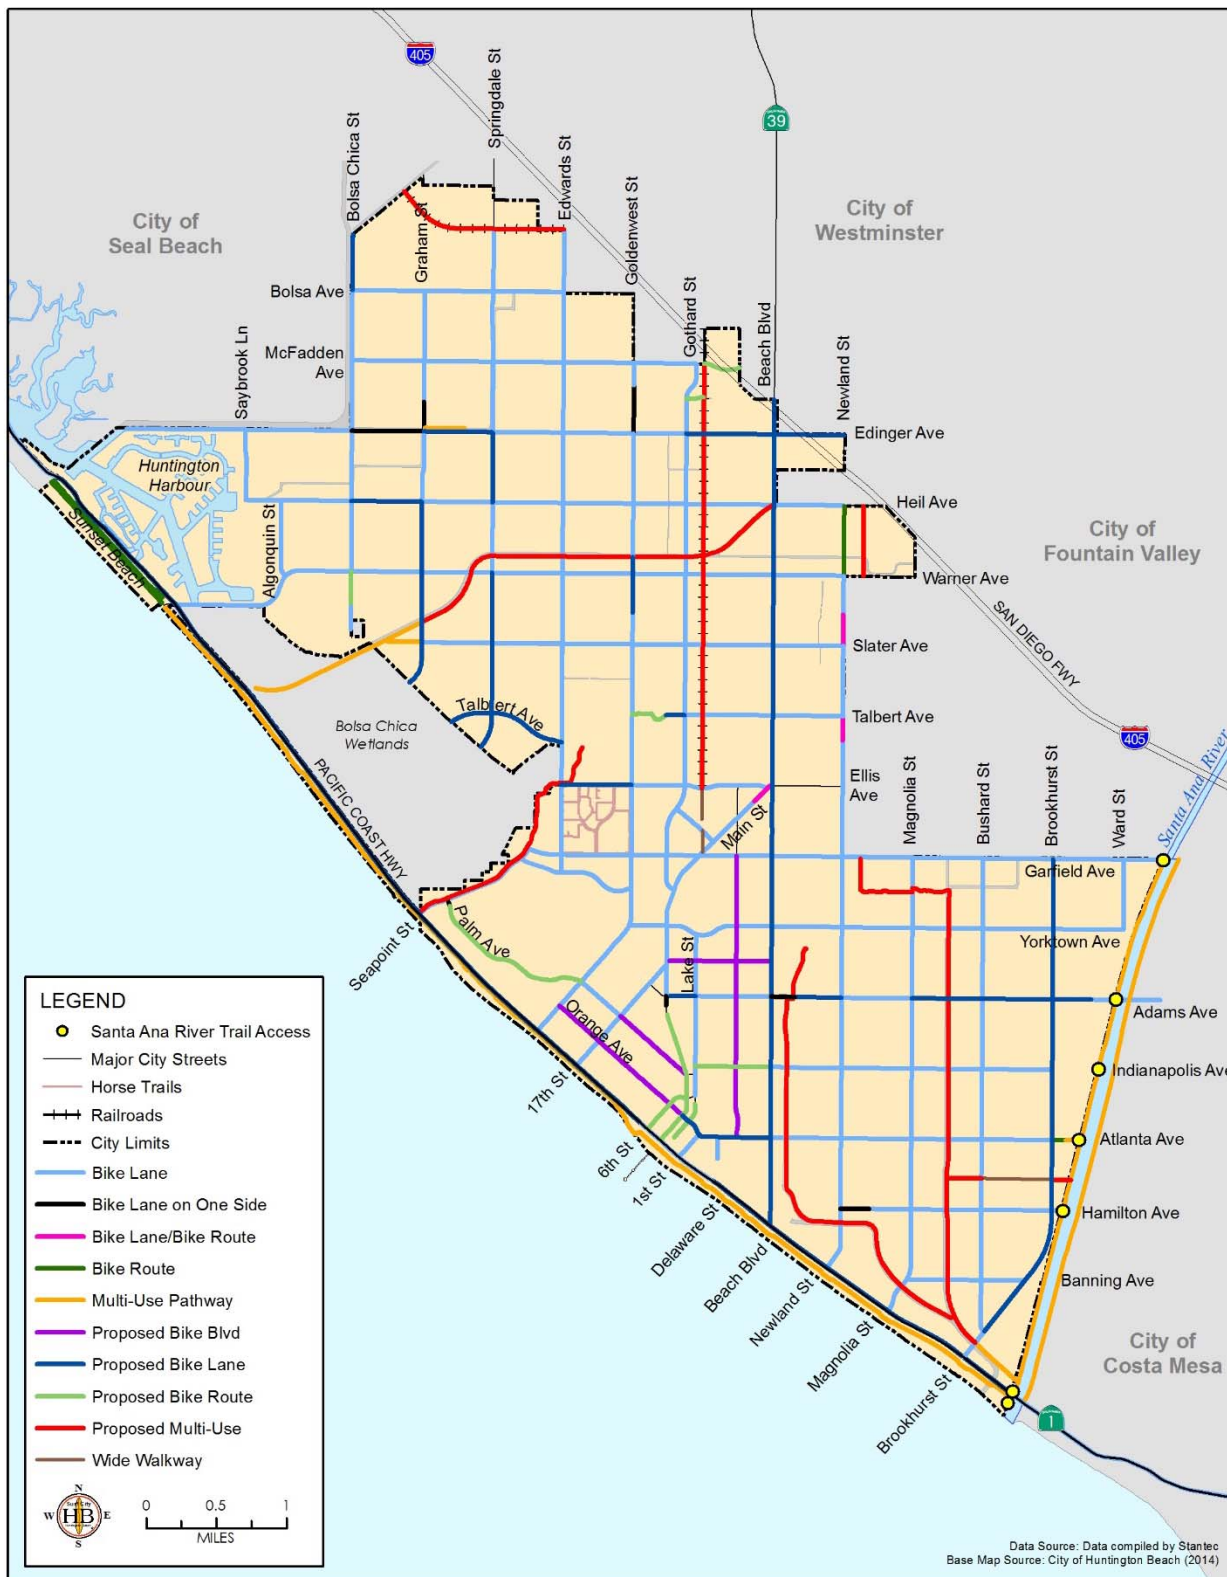 405
Springdale St
39
Bolsa Chica St
Edwards St
Goldenwest St
City of
Seal Beach
City of
Westminster
Graham St
Bolsa Ave
Gothard St
Beach Blvd
Saybrook Ln
McFadden
Ave
Newland St
Edinger Ave
Huntington
Harbour
Heil Ave
Sunset Beach
Algonquin St
City of
Fountain Valley
Warner Ave
SAN DIEGO FWY
Slater Ave
Talbert Ave
Talbert Ave
Bolsa Chica
Wetlands
405
PACIFIC COAST HWY
Ellis
Ave
Magnolia St
Bushard St
Brookhurst St
Ward St
Santa Ana River
Main St
Garfield Ave
Palm Ave
Seapoint St
Lake St
Yorktown Ave
Orange Ave
Adams Ave
17th St
Indianapolis Ave
6th St
1st St
Atlanta Ave
Delaware St
Hamilton Ave
Beach Blvd
Newland St
Banning Ave
Magnolia St
City of
Costa Mesa
Brookhurst St
1
LEGEND
Santa Ana River Trail Access
Major City Streets
Horse Trails
Railroads
City Limits
Bike Lane
Bike Lane on One Side
Bike Lane/Bike Route
Bike Route
Multi-Use Pathway
Proposed Bike Blvd
Proposed Bike Lane
Proposed Bike Route
Proposed Multi-Use
Wide Walkway
N
W HB E
S
0 0.5 1
MILES
Data Source: Data compiled by Stantec
Base Map Source: City of Huntington Beach (2014)